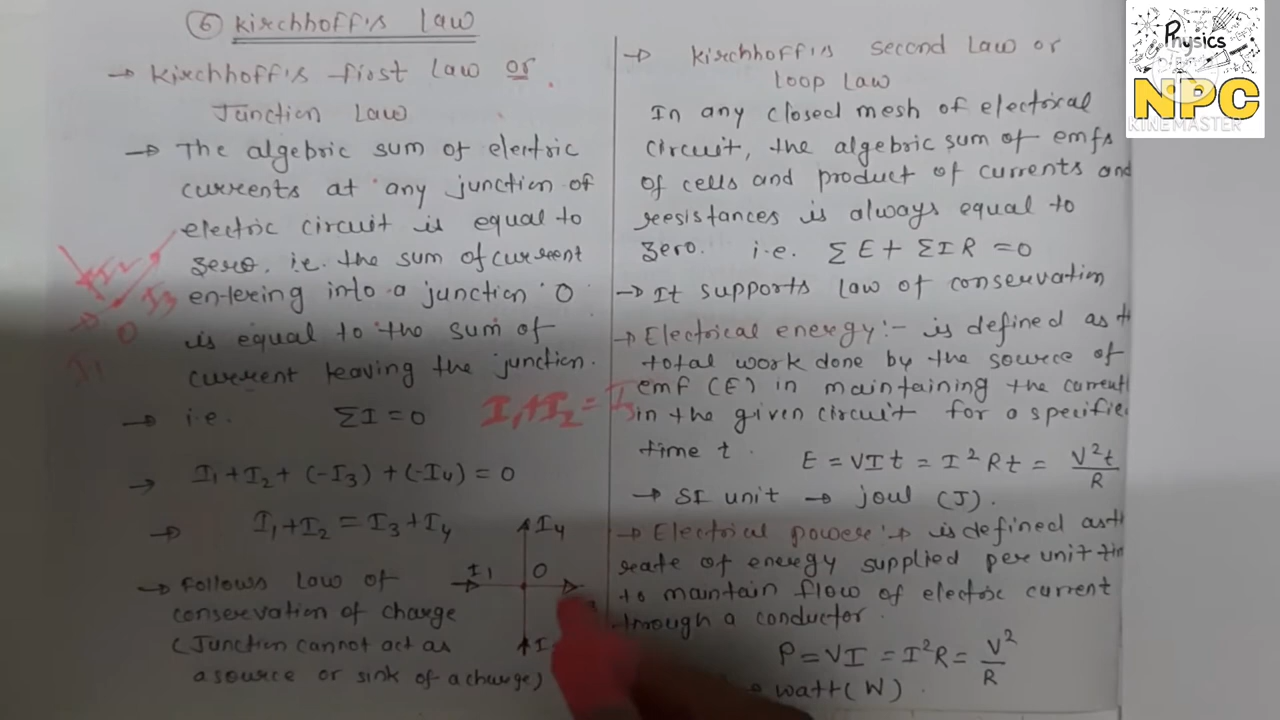 ⑥ Kirchhoff's Law
→ Kirchhoff's first Law or
Junction Law
→ The algebric sum of electric
currents at any junction of
electric circuit is equal to
zero. i.e. the sum of current
entering into a junction 'O'
is equal to the sum of
current leaving the junction.
→ i.e. ΣI = 0
I₁+I₂ = I₃
→ I₁+I₂+(-I₃)+(-I₄) = 0
→ I₁+I₂ = I₃+I₄
→ Follows Law of
conservation of charge
(Junction cannot act as
a source or sink of a charge)
I₂
I₃
O
I₁
I₄
I₁ O
I
→ Kirchhoff's second Law or
loop Law
In any closed mesh of electrical
circuit, the algebric sum of emfs
of cells and product of currents and
resistances is always equal to
zero. i.e. ΣE + ΣIR = 0
→ It supports law of conservation
→ Electrical energy:- is defined as
total work done by the source of
emf (E) in maintaining the current
in the given circuit for a specifie
time t.
E = VIt = I²Rt = V²t/R
→ SI unit → joul (J).
→ Electrical power :→ is defined as
rate of energy supplied per unit
to maintain flow of electric current
through a conductor.
P = VI = I²R = V²/R
watt (W).
Physics
NPC
KINEMASTER